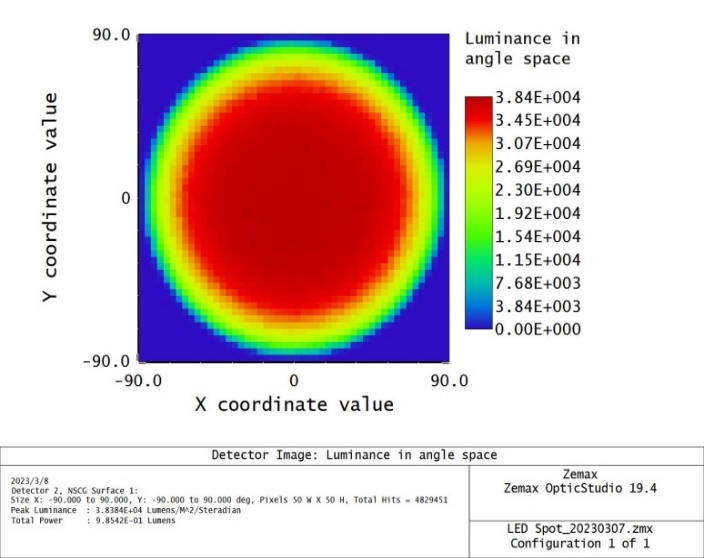 Luminance in
angle space
90.0
0
-90.0
Y coordinate value
3.84E+004
3.45E+004
3.07E+004
2.69E+004
2.30E+004
1.92E+004
1.54E+004
1.15E+004
7.68E+003
3.84E+003
0.00E+000
-90.0 0 90.0
X coordinate value
Detector Image: Luminance in angle space
2023/3/8
Detector 2, NSCG Surface 1:
Size X: -90.000 to 90.000, Y: -90.000 to 90.000 deg, Pixels 50 W X 50 H, Total Hits = 4829451
Peak Luminance : 3.8384E+04 Lumens/M^2/Steradian
Total Power : 9.8542E-01 Lumens
Zemax
Zemax OpticStudio 19.4
LED Spot_20230307.zmx
Configuration 1 of 1